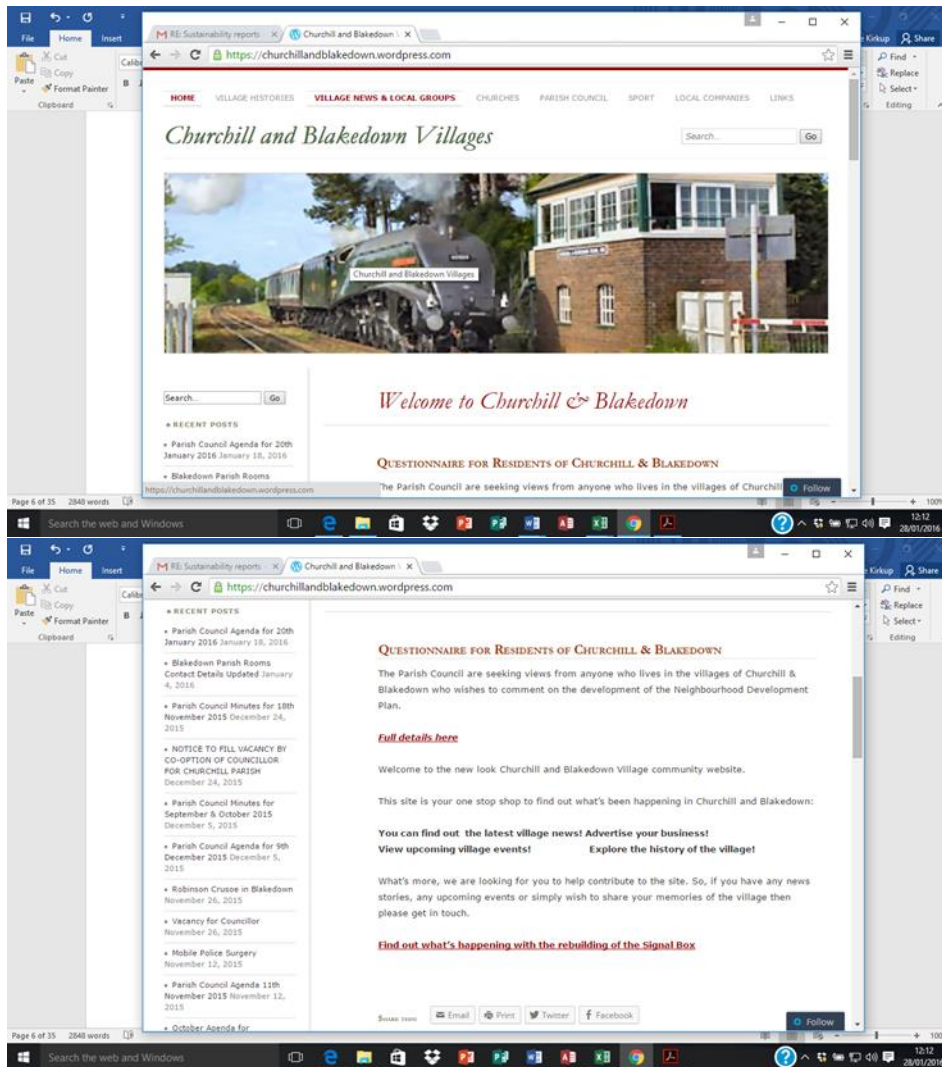 File Home Insert
Kirkup Share
Cut
Copy
Paste
Format Painter
Clipboard
Calibr
B
Find
Replace
Select
Editing
RE: Sustainability reports
Churchill and Blakedown
https://churchillandblakedown.wordpress.com
HOME VILLAGE HISTORIES VILLAGE NEWS & LOCAL GROUPS CHURCHES PARISH COUNCIL SPORT LOCAL COMPANIES LINKS
Churchill and Blakedown Villages
Search... Go
Churchill and Blakedown Villages
Search... Go
RECENT POSTS
Parish Council Agenda for 20th
January 2016 January 18, 2016
Blakedown Parish Rooms
https://churchillandblakedown.wordpress.com
Welcome to Churchill & Blakedown
QUESTIONNAIRE FOR RESIDENTS OF CHURCHILL & BLAKEDOWN
The Parish Council are seeking views from anyone who lives in the villages of Churchill
Follow
Page 6 of 35 2848 words
100%
Search the web and Windows
12:12
28/01/2016
File Home Insert
Kirkup Share
Cut
Copy
Paste
Format Painter
Clipboard
Calibr
B
Find
Replace
Select
Editing
RE: Sustainability reports
Churchill and Blakedown
https://churchillandblakedown.wordpress.com
RECENT POSTS
Parish Council Agenda for 20th
January 2016 January 18, 2016
Blakedown Parish Rooms
Contact Details Updated January
4, 2016
Parish Council Minutes for 18th
November 2015 December 24,
2015
NOTICE TO FILL VACANCY BY
CO-OPTION OF COUNCILLOR
FOR CHURCHILL PARISH
December 24, 2015
Parish Council Minutes for
September & October 2015
December 5, 2015
Parish Council Agenda for 9th
December 2015 December 5,
2015
Robinson Crusoe in Blakedown
November 26, 2015
Vacancy for Councillor
November 26, 2015
Mobile Police Surgery
November 12, 2015
Parish Council Agenda 11th
November 2015 November 12,
2015
October Agenda for
QUESTIONNAIRE FOR RESIDENTS OF CHURCHILL & BLAKEDOWN
The Parish Council are seeking views from anyone who lives in the villages of Churchill &
Blakedown who wishes to comment on the development of the Neighbourhood Development
Plan.
Full details here
Welcome to the new look Churchill and Blakedown Village community website.
This site is your one stop shop to find out what's been happening in Churchill and Blakedown:
You can find out the latest village news! Advertise your business!
View upcoming village events! Explore the history of the village!
What's more, we are looking for you to help contribute to the site. So, if you have any news
stories, any upcoming events or simply wish to share your memories of the village then
please get in touch.
Find out what's happening with the rebuilding of the Signal Box
SHARE THIS: Email Print Twitter Facebook
Follow
Page 6 of 35 2848 words
100
Search the web and Windows
12:12
28/01/2016